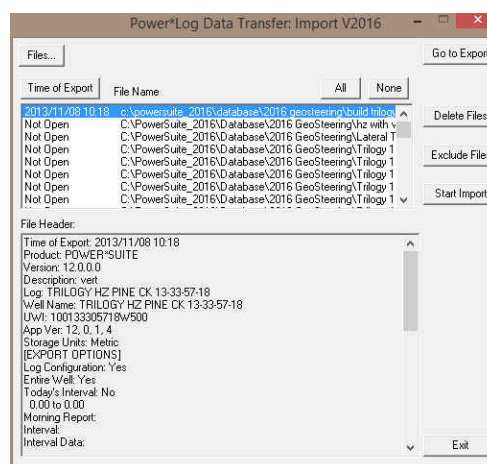 Power*Log Data Transfer: Import V2016
Files...
Go to Export
Time of Export File Name All None
2013/11/08 10:18 c:\powersuite_2016\database\2016 geosteering\build trilogy
Not Open C:\PowerSuite_2016\Database\2016 GeoSteering\hz with v
Not Open C:\PowerSuite_2016\Database\2016 GeoSteering\Lateral T
Not Open C:\PowerSuite_2016\Database\2016 GeoSteering\Trilogy 1
Not Open C:\PowerSuite_2016\Database\2016 GeoSteering\Trilogy 1
Not Open C:\PowerSuite_2016\Database\2016 GeoSteering\Trilogy 1
Not Open C:\PowerSuite_2016\Database\2016 GeoSteering\Trilogy 1
Not Open C:\PowerSuite_2016\Database\2016 GeoSteering\Trilogy 1
Delete Files
Exclude File
Start Import
File Header:
Time of Export: 2013/11/08 10:18
Product: POWER*SUITE
Version: 12.0.0.0
Description: vert
Log: TRILOGY HZ PINE CK 13-33-57-18
Well Name: TRILOGY HZ PINE CK 13-33-57-18
UWI: 100133305718W500
App Ver: 12, 0, 1, 4
Storage Units: Metric
[EXPORT OPTIONS]
Log Configuration: Yes
Entire Well: Yes
Today's Interval: No
0.00 to 0.00
Morning Report:
Interval:
Interval Data:
Exit